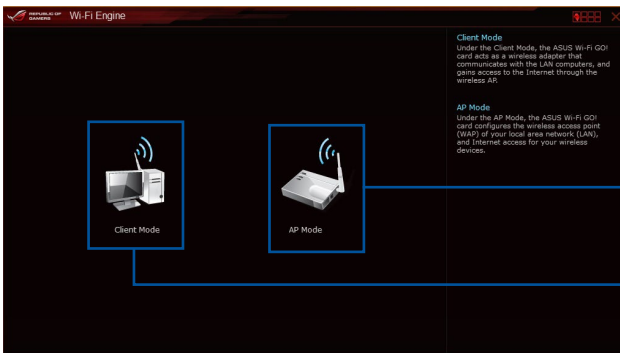 REPUBLIC OF
GAMERS
Wi-Fi Engine
Client Mode
Under the Client Mode, the ASUS Wi-Fi GO!
card acts as a wireless adapter that
communicates with the LAN computers, and
gains access to the Internet through the
wireless AP.
AP Mode
Under the AP Mode, the ASUS Wi-Fi GO!
card configures the wireless access point
(WAP) of your local area network (LAN),
and Internet access for your wireless
devices.
Client Mode
AP Mode